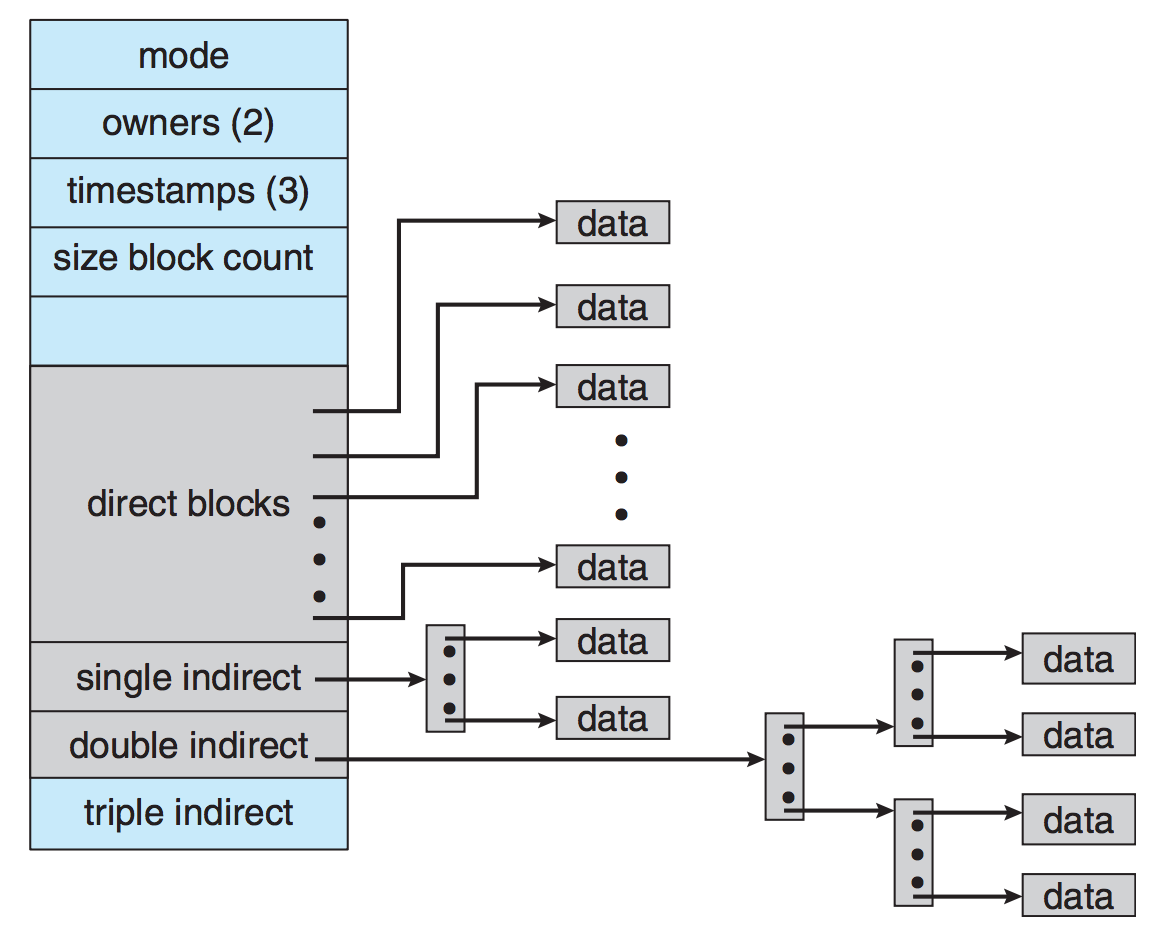 mode
owners (2)
timestamps (3)
size block count
direct blocks
single indirect
double indirect
triple indirect
data
data
data
data
data
data
data
data
data
data